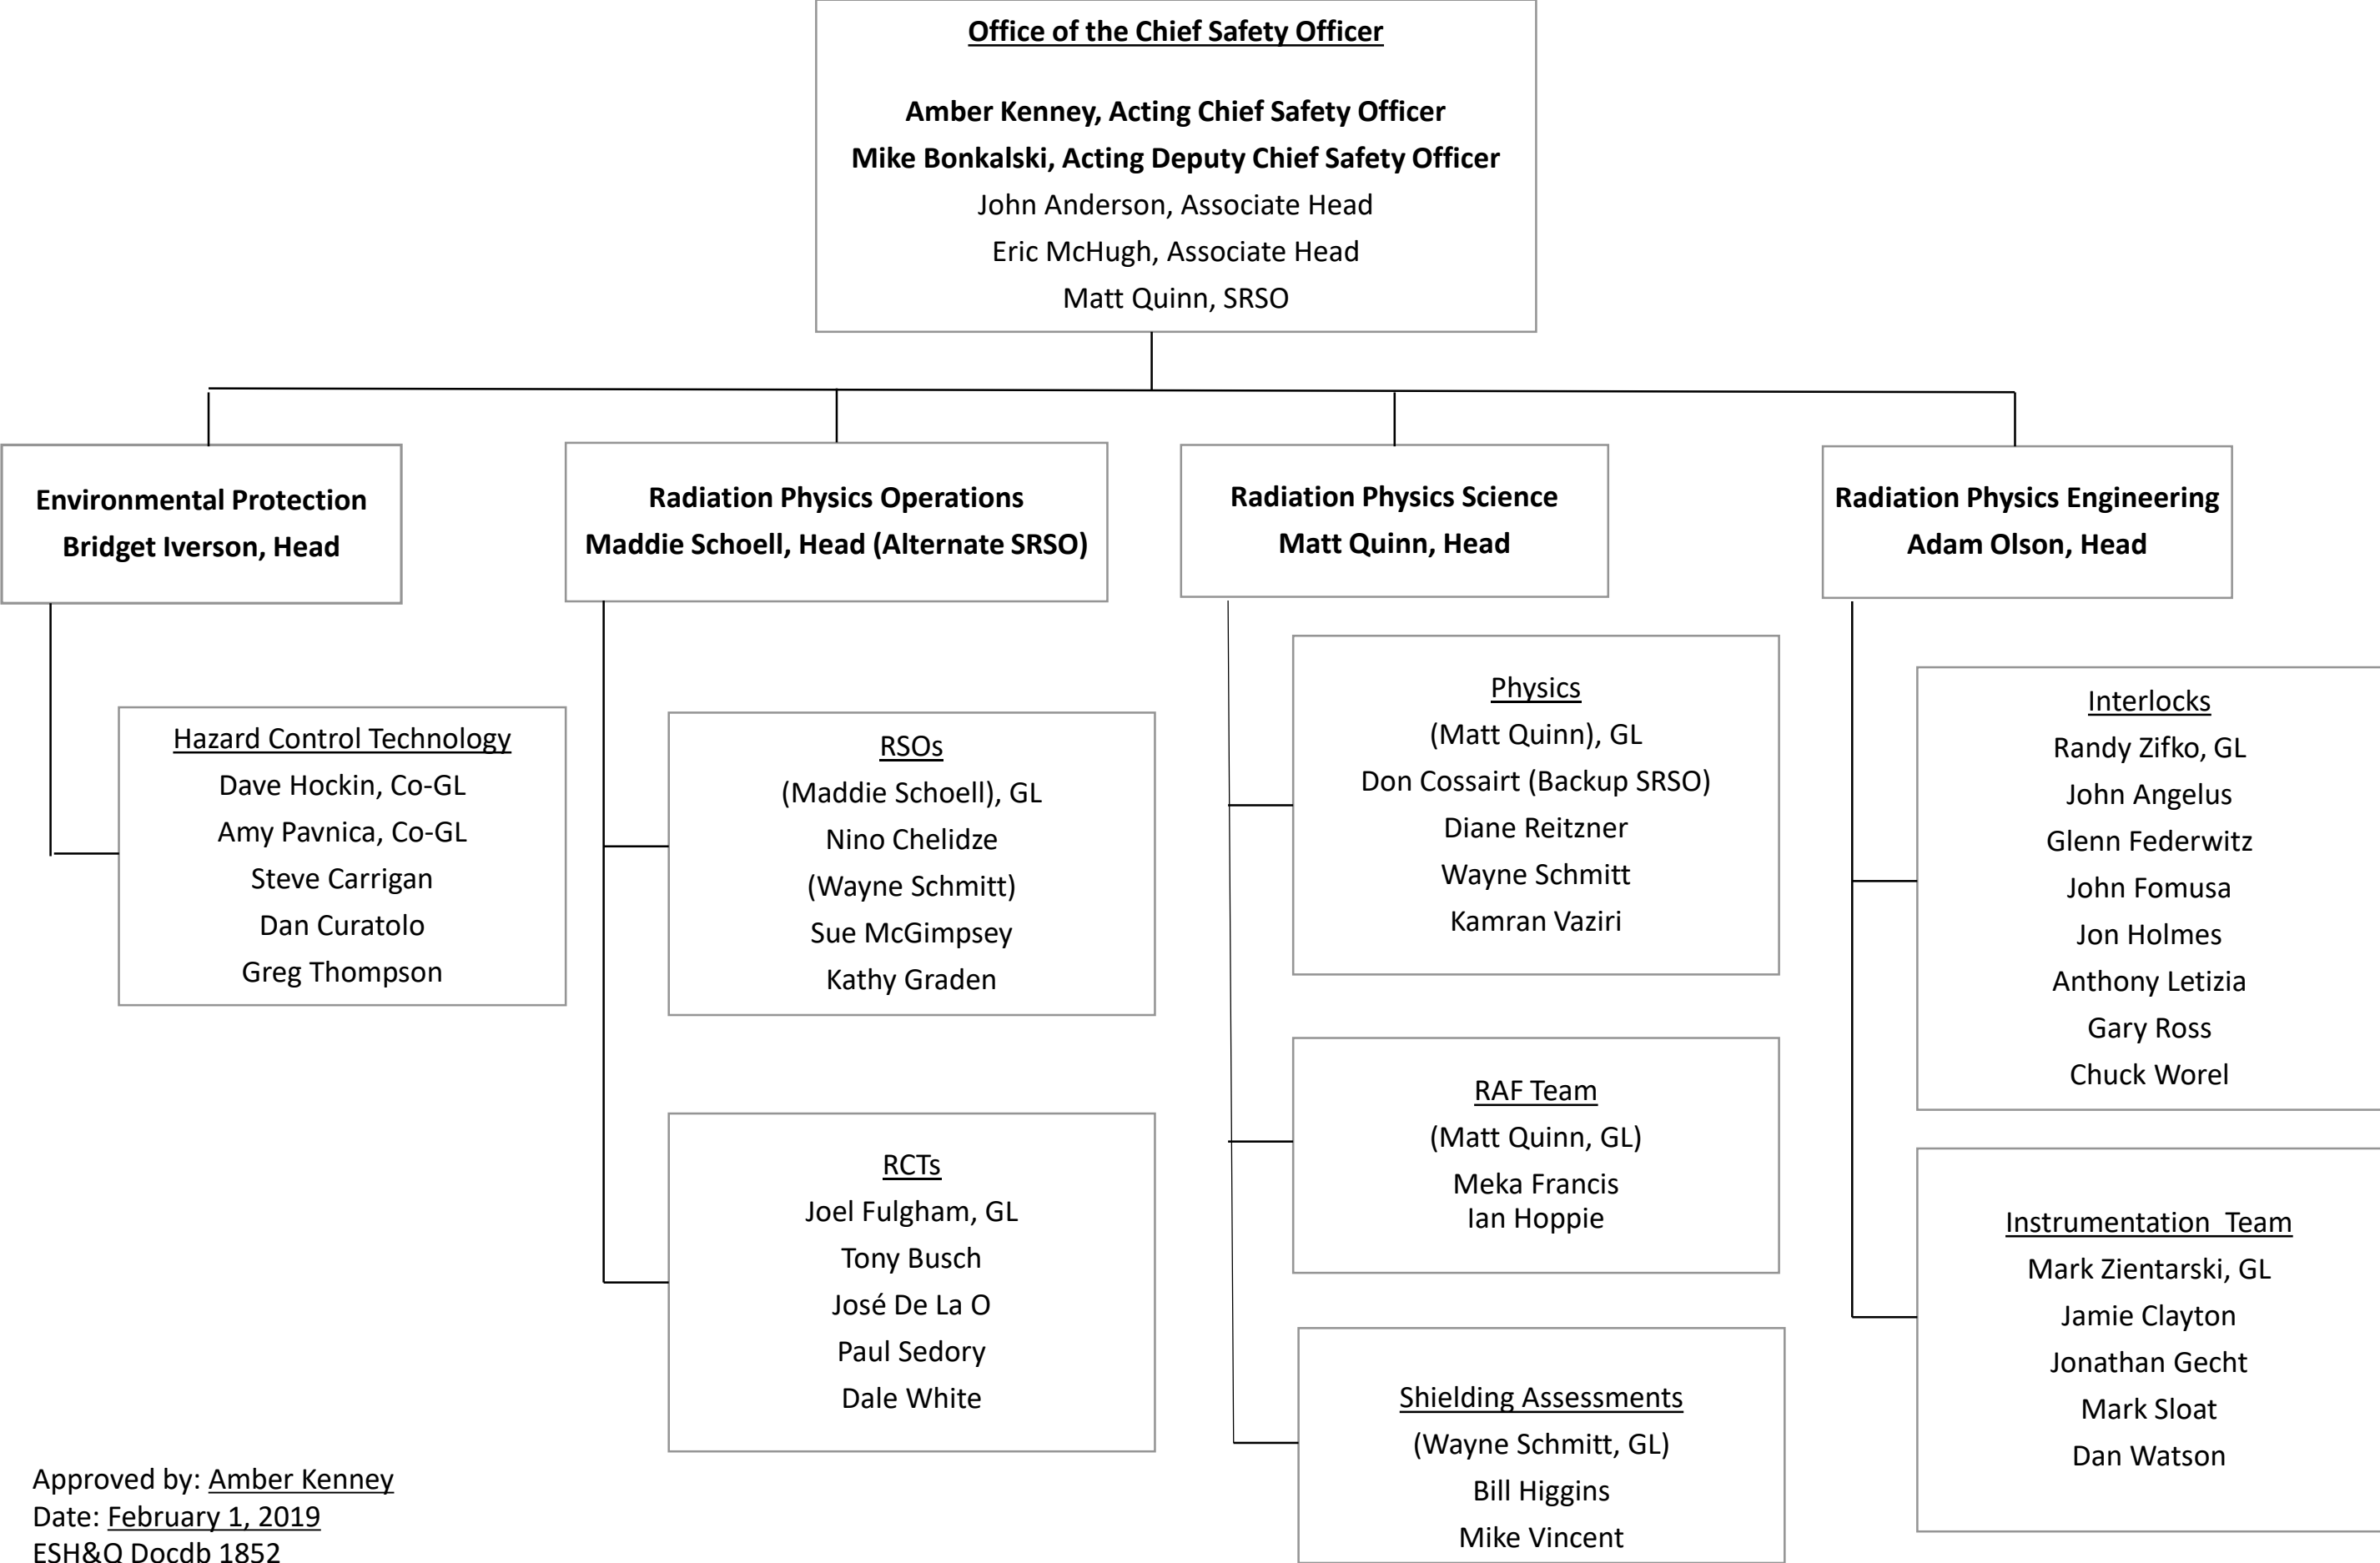 Office of the Chief Safety Officer
Amber Kenney, Acting Chief Safety Officer
Mike Bonkalski, Acting Deputy Chief Safety Officer
John Anderson, Associate Head
Eric McHugh, Associate Head
Matt Quinn, SRSO
Environmental Protection
Bridget Iverson, Head
Hazard Control Technology
Dave Hockin, Co-GL
Amy Pavnica, Co-GL
Steve Carrigan
Dan Curatolo
Greg Thompson
Radiation Physics Operations
Maddie Schoell, Head (Alternate SRSO)
RSOs
(Maddie Schoell), GL
Nino Chelidze
(Wayne Schmitt)
Sue McGimpsey
Kathy Graden
RCTs
Joel Fulgham, GL
Tony Busch
José De La O
Paul Sedory
Dale White
Radiation Physics Science
Matt Quinn, Head
Physics
(Matt Quinn), GL
Don Cossairt (Backup SRSO)
Diane Reitzner
Wayne Schmitt
Kamran Vaziri
RAF Team
(Matt Quinn, GL)
Meka Francis
Ian Hoppie
Shielding Assessments
(Wayne Schmitt, GL)
Bill Higgins
Mike Vincent
Radiation Physics Engineering
Adam Olson, Head
Interlocks
Randy Zifko, GL
John Angelus
Glenn Federwitz
John Fomusa
Jon Holmes
Anthony Letizia
Gary Ross
Chuck Worel
Instrumentation Team
Mark Zientarski, GL
Jamie Clayton
Jonathan Gecht
Mark Sloat
Dan Watson
Approved by: Amber Kenney
Date: February 1, 2019
ESH&Q Docdb 1852